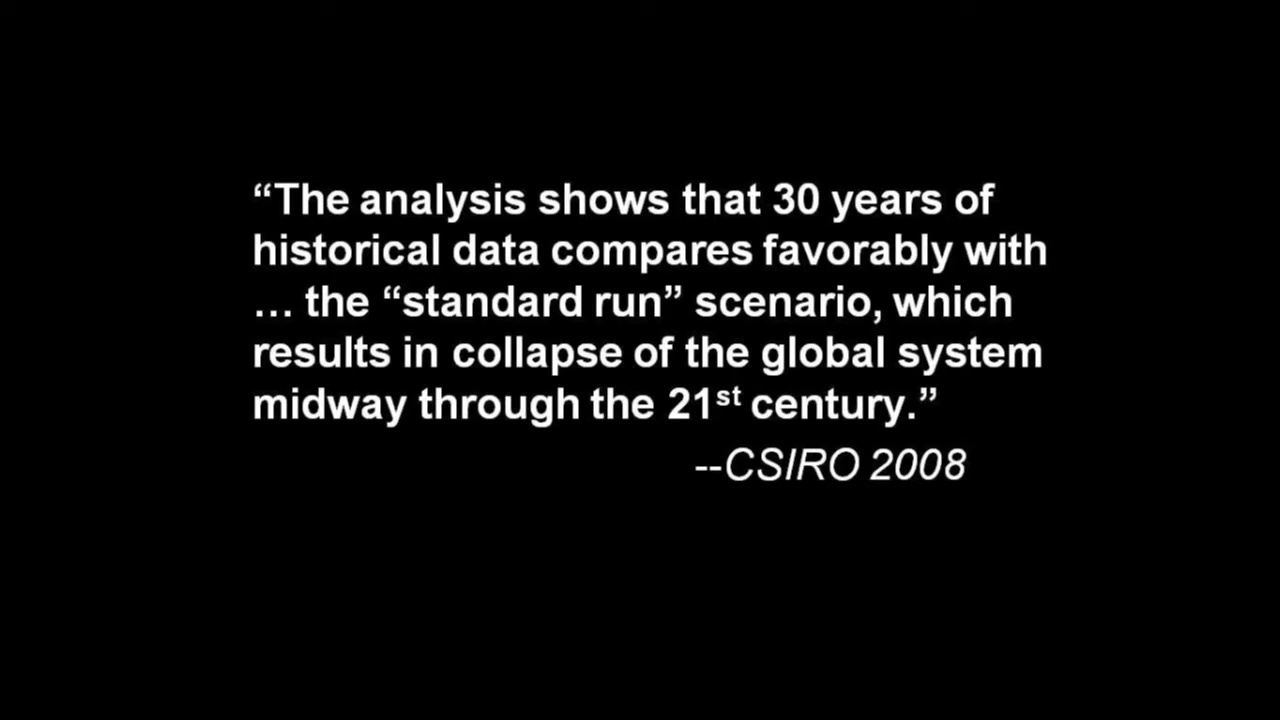 “The analysis shows that 30 years of
historical data compares favorably with
… the “standard run” scenario, which
results in collapse of the global system
midway through the 21st century.”
--CSIRO 2008